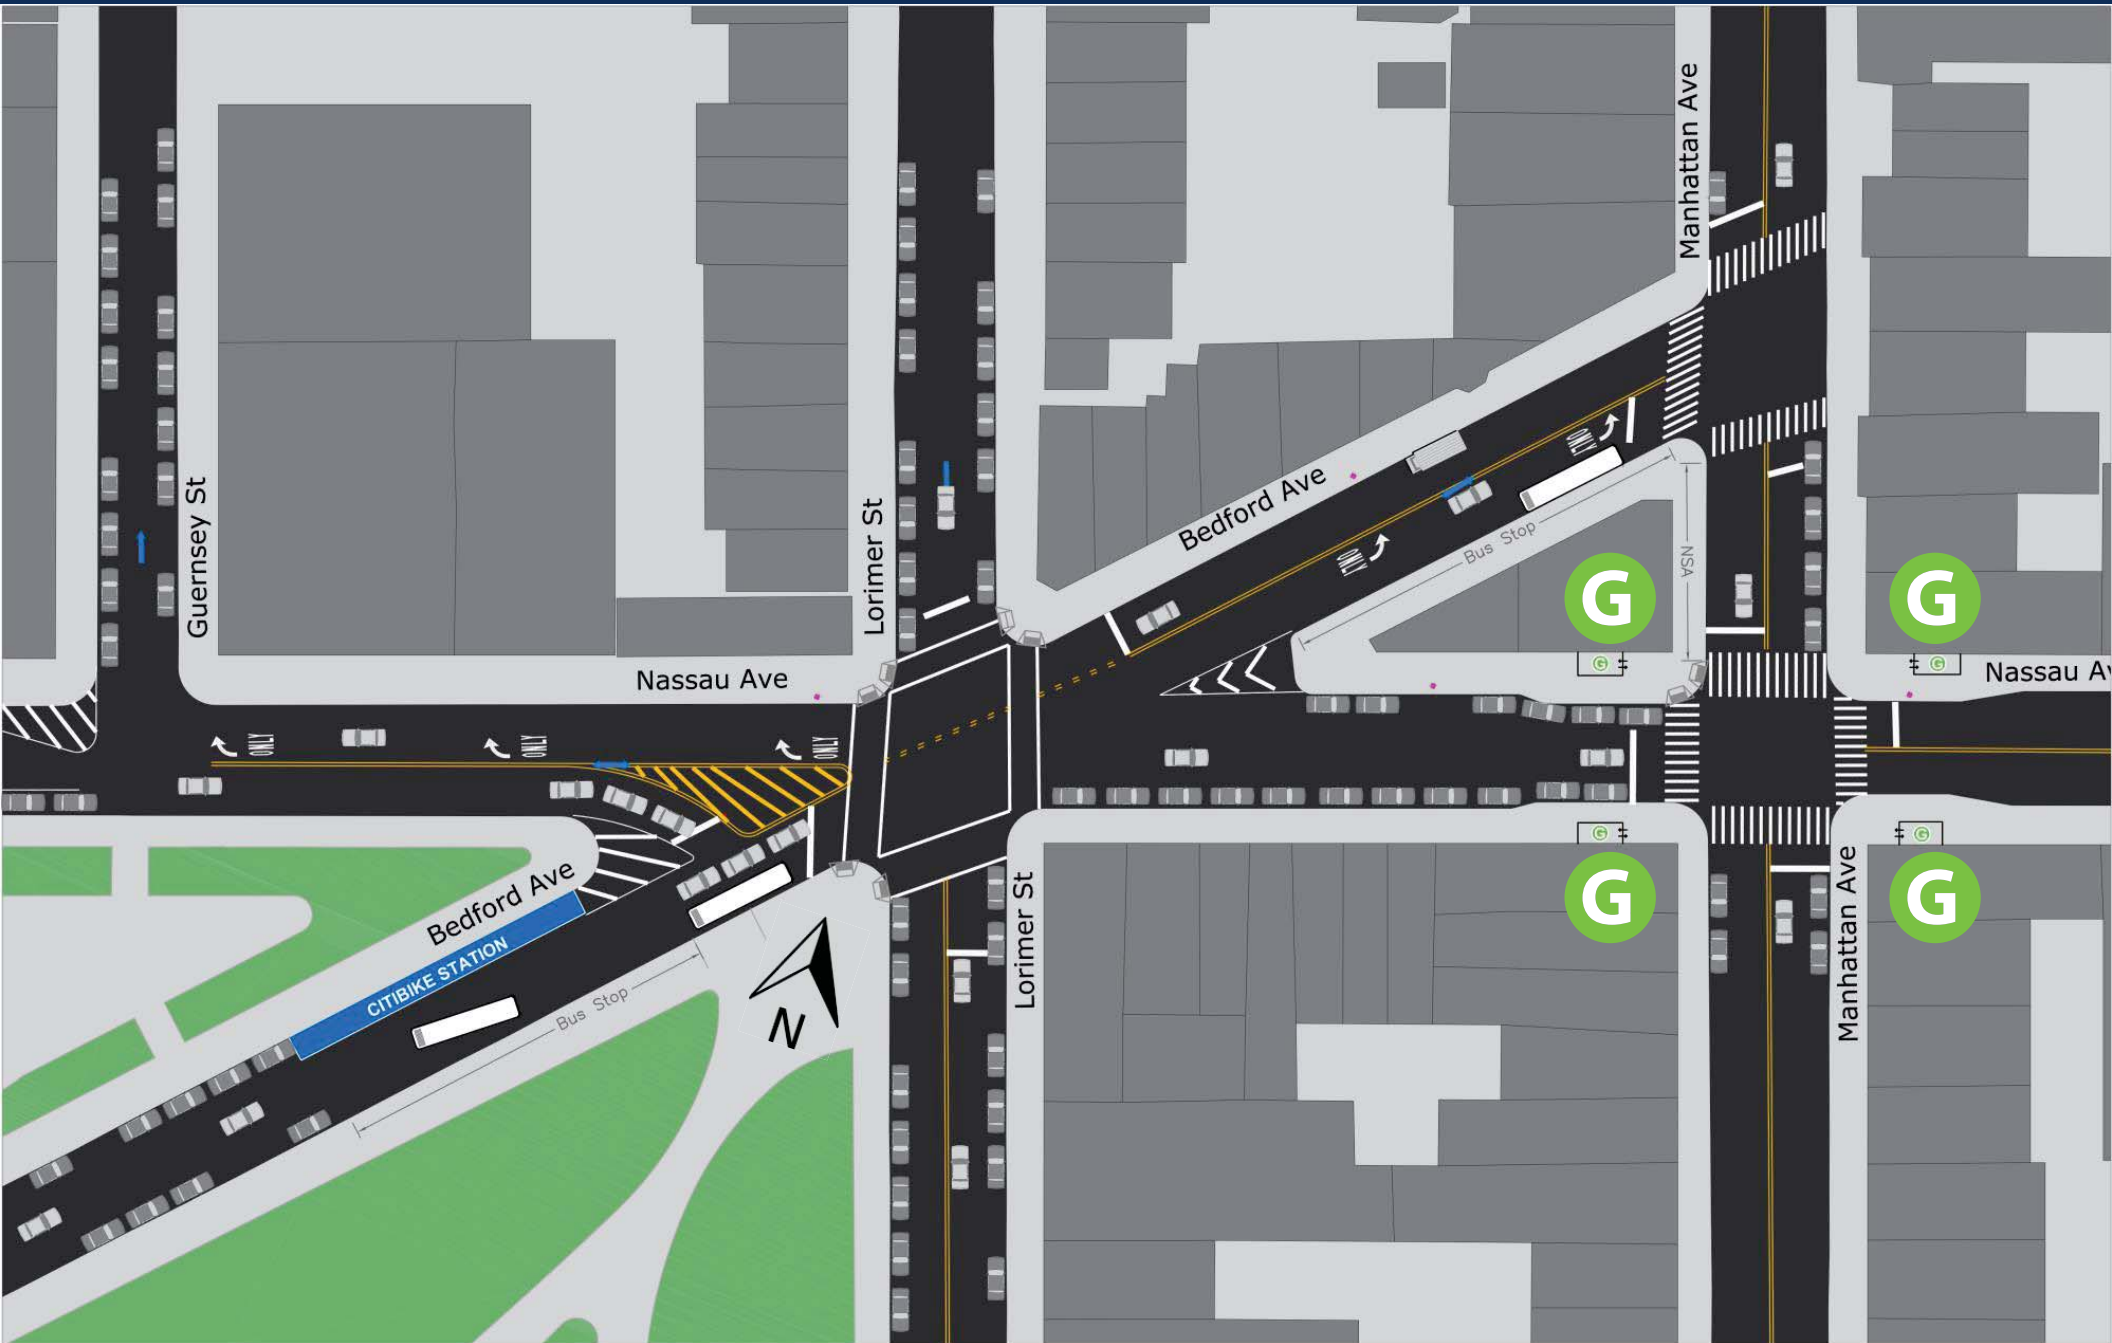 Manhattan Ave
Guernsey St
Lorimer St
Bedford Ave
ONLY
ONLY
Bus Stop
NSA
G
G
Nassau Ave
G
G
Nassau Av
ONLY
ONLY
ONLY
Bedford Ave
CITIBIKE STATION
Bus Stop
N
Lorimer St
G
G
G
G
Manhattan Ave